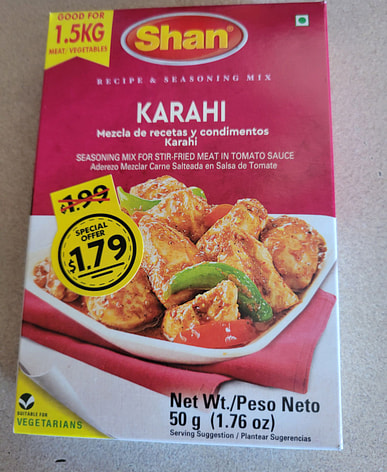 GOOD FOR
1.5KG
MEAT/ VEGETABLES
Shan®
RECIPE & SEASONING MIX
KARAHI
Mezcla de recetas y condimentos
Karahi
SEASONING MIX FOR STIR-FRIED MEAT IN TOMATO SAUCE
Aderezo Mezclar Carne Salteada en Salsa de Tomate
1.99
SPECIAL
OFFER
$1.79
SUITABLE FOR
VEGETARIANS
Net Wt./Peso Neto
50 g (1.76 oz)
Serving Suggestion / Plantear Sugerencias